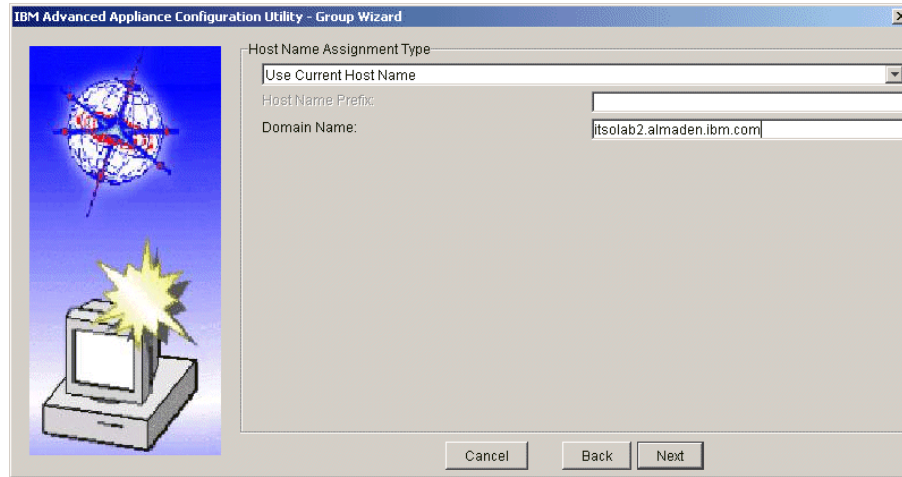 IBM Advanced Appliance Configuration Utility - Group Wizard
Host Name Assignment Type
Use Current Host Name
Host Name Prefix:
Domain Name: itsolab2.almaden.ibm.com
Cancel Back Next